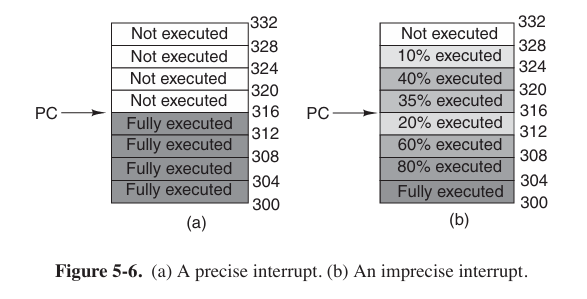 332
Not executed
328
Not executed
324
Not executed
320
Not executed
316
PC
Fully executed
312
Fully executed
308
Fully executed
304
Fully executed
300
(a)
332
Not executed
328
10% executed
324
40% executed
320
35% executed
316
PC
20% executed
312
60% executed
308
80% executed
304
Fully executed
300
(b)
Figure 5-6. (a) A precise interrupt. (b) An imprecise interrupt.